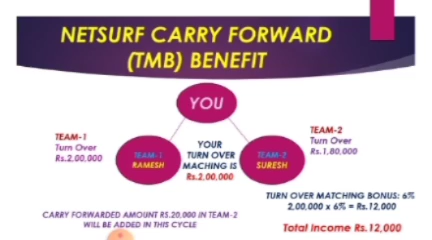 NETSURF CARRY FORWARD
(TMB) BENEFIT
YOU
TEAM-1
Turn Over
Rs.2,00,000
TEAM-1
RAMESH
YOUR
TURN OVER
MACHING IS
Rs.2,00,000
TEAM-2
SURESH
TEAM-2
Turn Over
Rs.1,80,000
TURN OVER MATCHING BONUS: 6%
2,00,000 x 6% = Rs.12,000
CARRY FORWARDED AMOUNT RS.20,000 IN TEAM-2
WILL BE ADDED IN THIS CYCLE
Total Income Rs.12,000